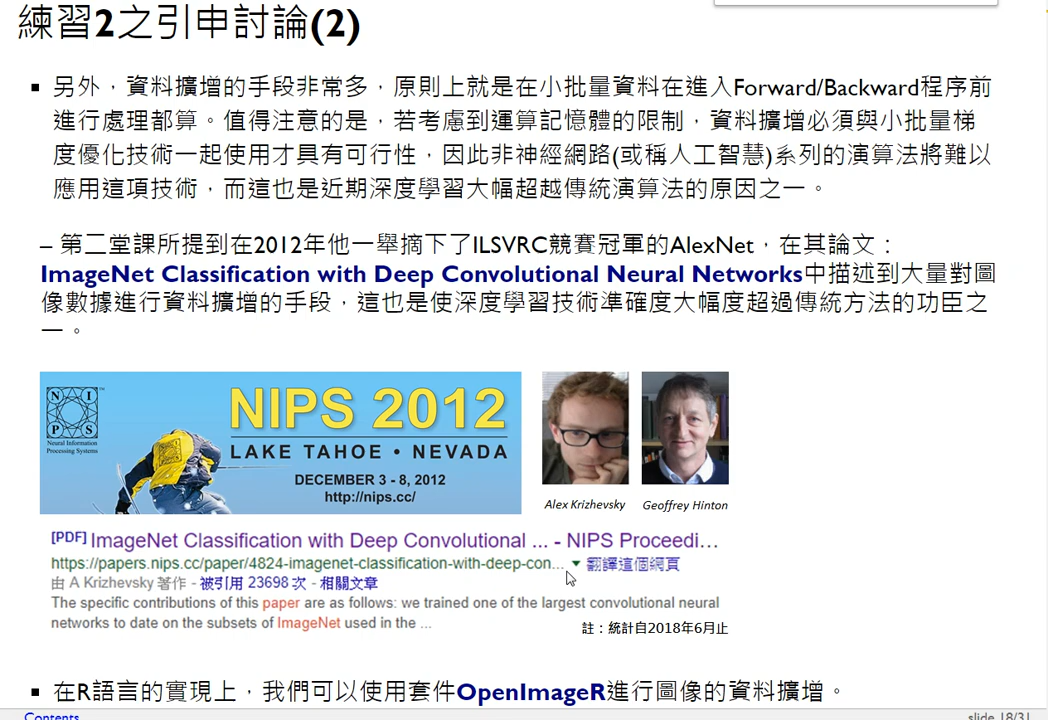 練習2之引申討論(2)
▪ 另外，資料擴增的手段非常多，原則上就是在小批量資料在進入Forward/Backward程序前
進行處理都算。值得注意的是，若考慮到運算記憶體的限制，資料擴增必須與小批量梯
度優化技術一起使用才具有可行性，因此非神經網路(或稱人工智慧)系列的演算法將難以
應用這項技術，而這也是近期深度學習大幅超越傳統演算法的原因之一。
– 第二堂課所提到在2012年他一舉摘下了ILSVRC競賽冠軍的AlexNet，在其論文：
ImageNet Classification with Deep Convolutional Neural Networks中描述到大量對圖
像數據進行資料擴增的手段，這也是使深度學習技術準確度大幅度超過傳統方法的功臣之
一。
N I
P S
Neural Information
Processing Systems
NIPS 2012
LAKE TAHOE • NEVADA
DECEMBER 3 - 8, 2012
http://nips.cc/
Alex Krizhevsky
Geoffrey Hinton
[PDF] ImageNet Classification with Deep Convolutional ... - NIPS Proceedi...
https://papers.nips.cc/paper/4824-imagenet-classification-with-deep-con... ▼ 翻譯這個網頁
由 A Krizhevsky 著作 - 被引用 23698 次 - 相關文章
The specific contributions of this paper are as follows: we trained one of the largest convolutional neural
networks to date on the subsets of ImageNet used in the ...
註：統計自2018年6月止
▪ 在R語言的實現上，我們可以使用套件OpenImageR進行圖像的資料擴增。
Contents
slide 18/31